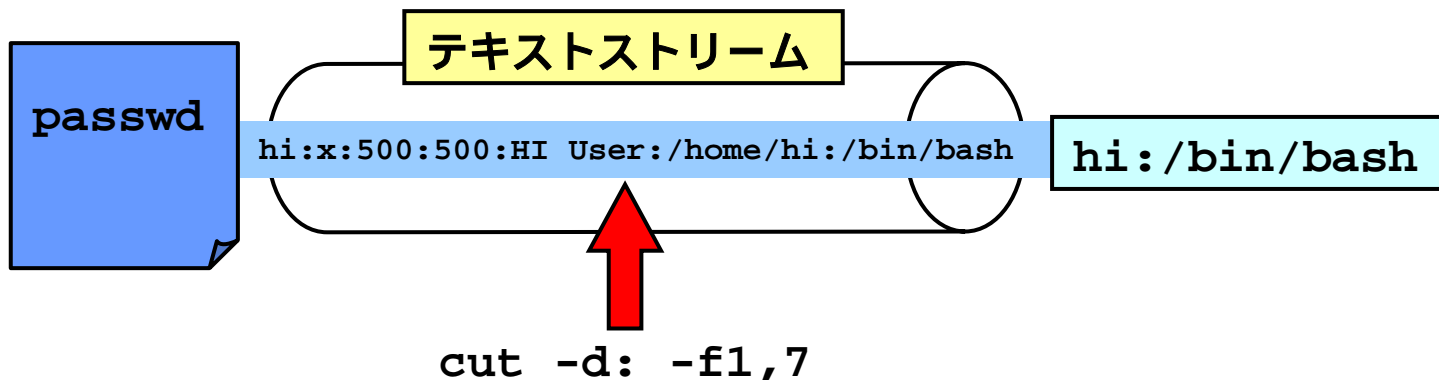 テキストストリーム
passwd
hi:x:500:500:HI User:/home/hi:/bin/bash
hi:/bin/bash
cut -d: -f1,7